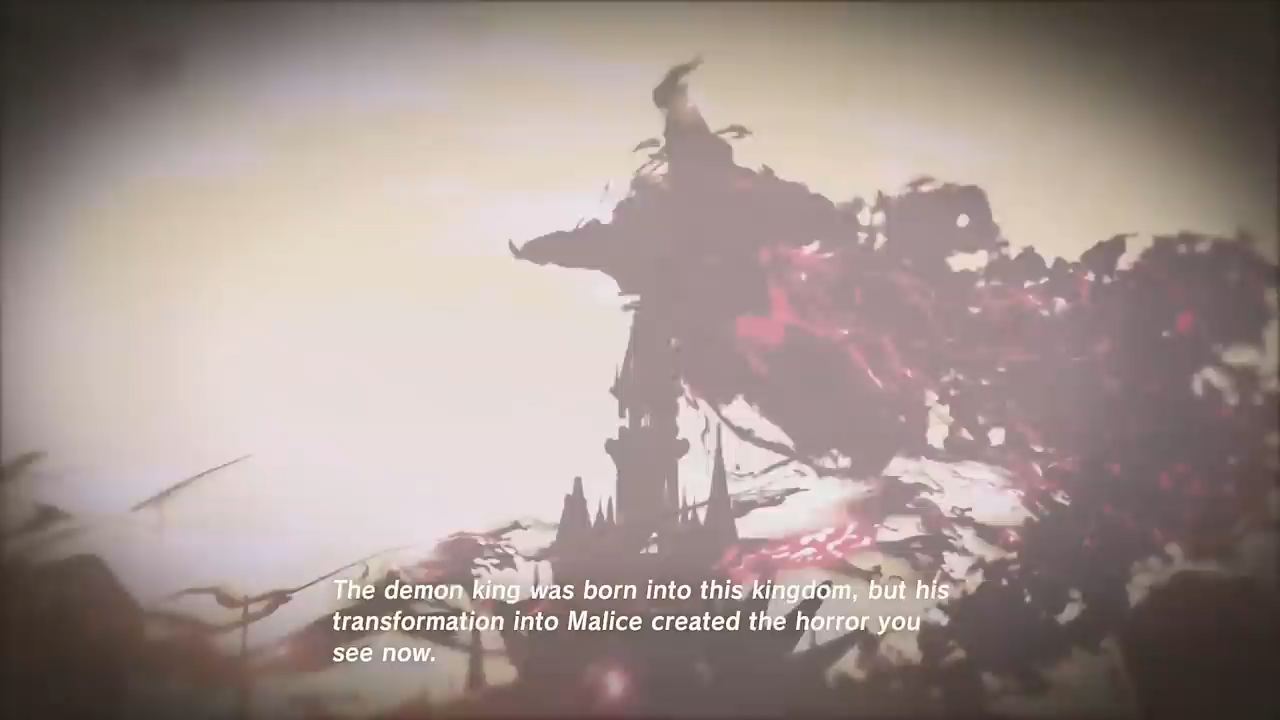 The demon king was born into this kingdom, but his
transformation into Malice created the horror you
see now.